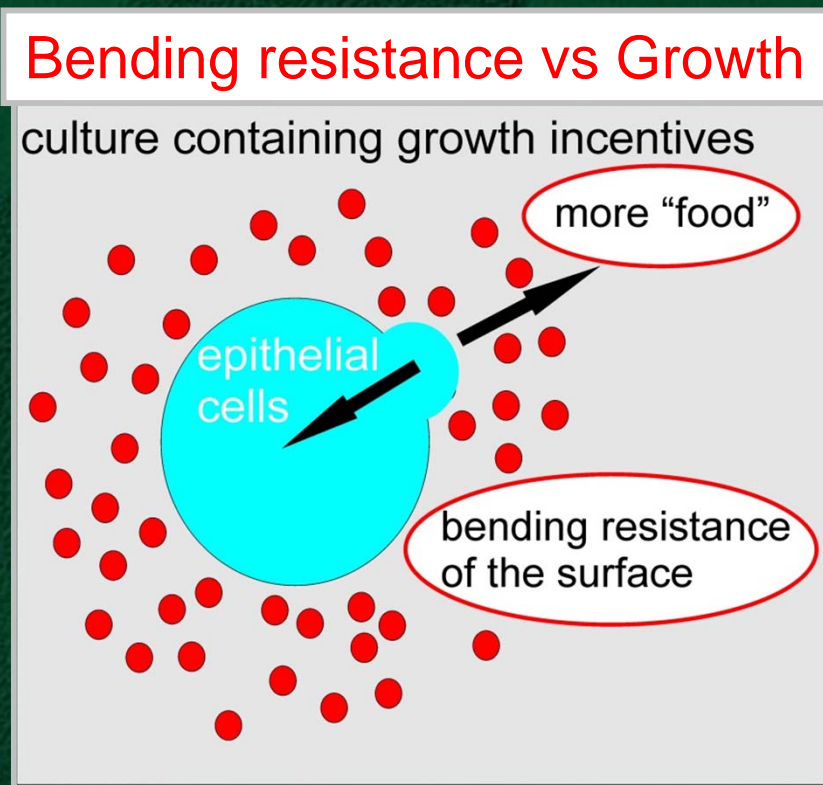 Bending resistance vs Growth
culture containing growth incentives
more “food”
epithelial
cells
bending resistance
of the surface